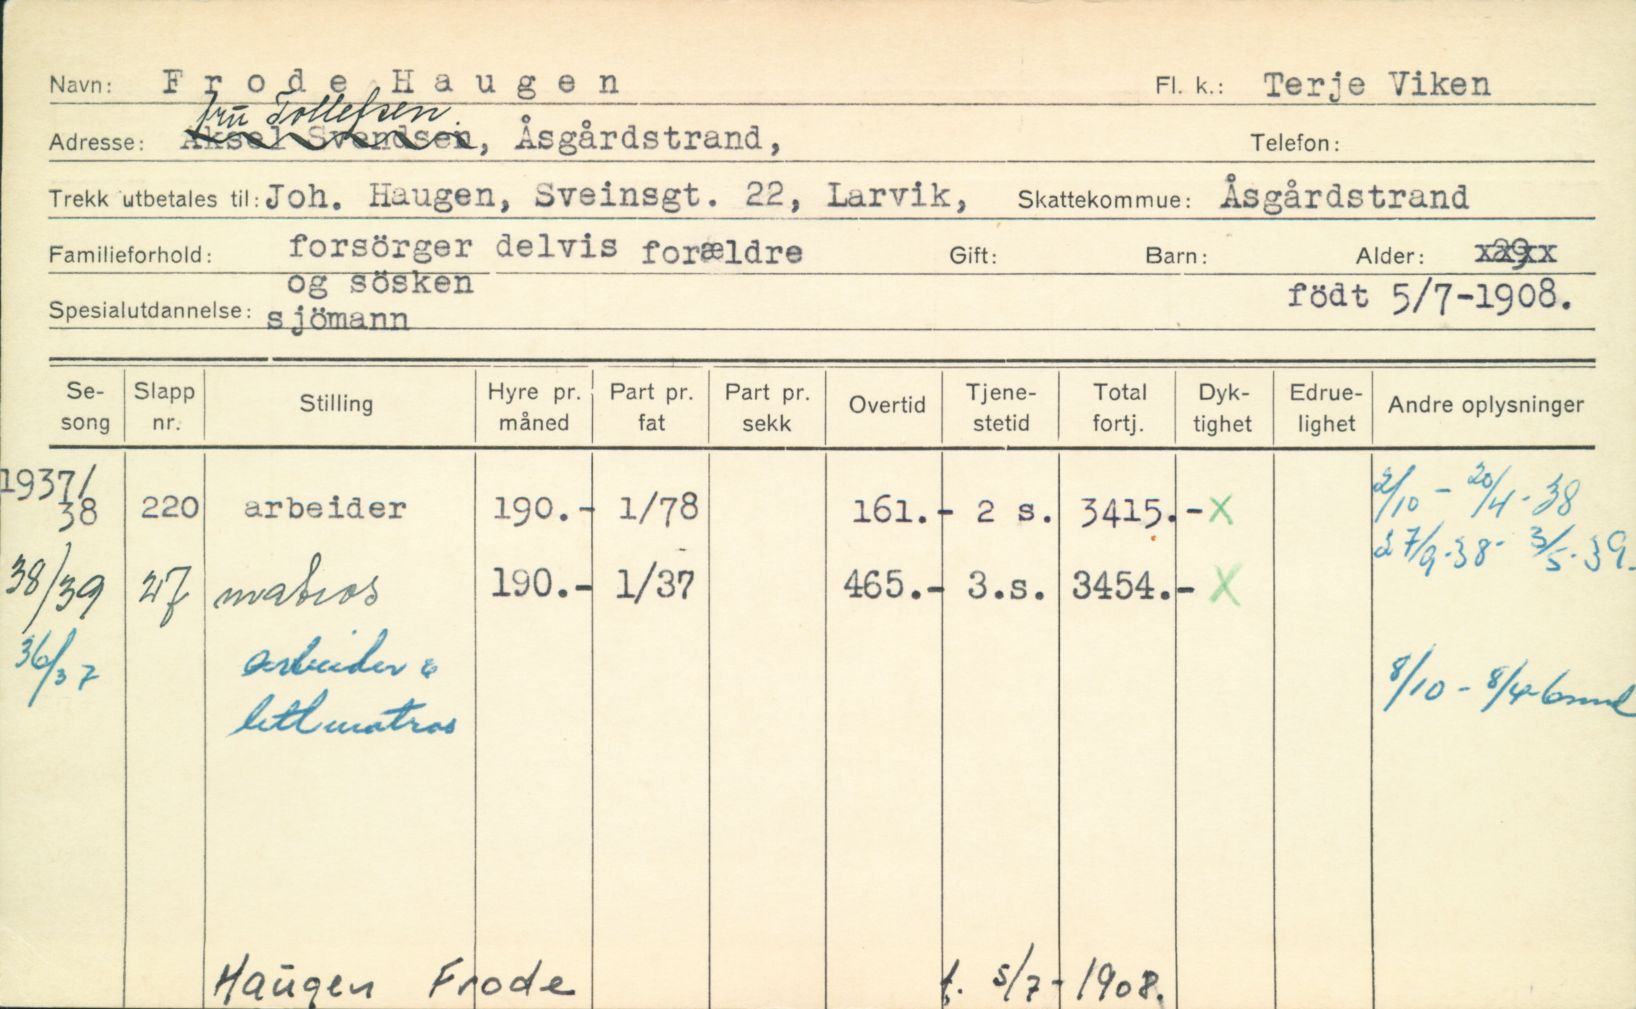 Navn: Frode Haugen Fl. k.: Terje Viken
frū Tollefsen.
Adresse: Aksel Svendsen, Åsgårdstrand, Telefon:
Trekk utbetales til: Joh. Haugen, Sveinsgt. 22, Larvik, Skattekommue: Åsgårdstrand
Familieforhold: forsörger delvis forældre Gift: Barn: Alder: 29
og sösken födt 5/7-1908.
Spesialutdannelse: sjömann
Se-song Slapp nr. Stilling Hyre pr. måned Part pr. fat Part pr. sekk Overtid Tjene-stetid Total fortj. Dyk-tighet Edrue-lighet Andre oplysninger
1937/38 220 arbeider 190.- 1/78 161.- 2 s. 3415.- x 2/10 - 20/4-38
27/9-38- 3/5-39.
38/39 27 matros 190.- 1/37 465.- 3.s. 3454.- X
36/37 arbeider & 8/10 - 8/4-
lettmatros
Haūgen Frode f. 5/7-1908.